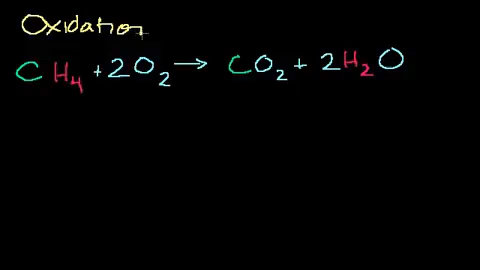 Oxidation
CH₄ + 2O₂ → CO₂ + 2H₂O